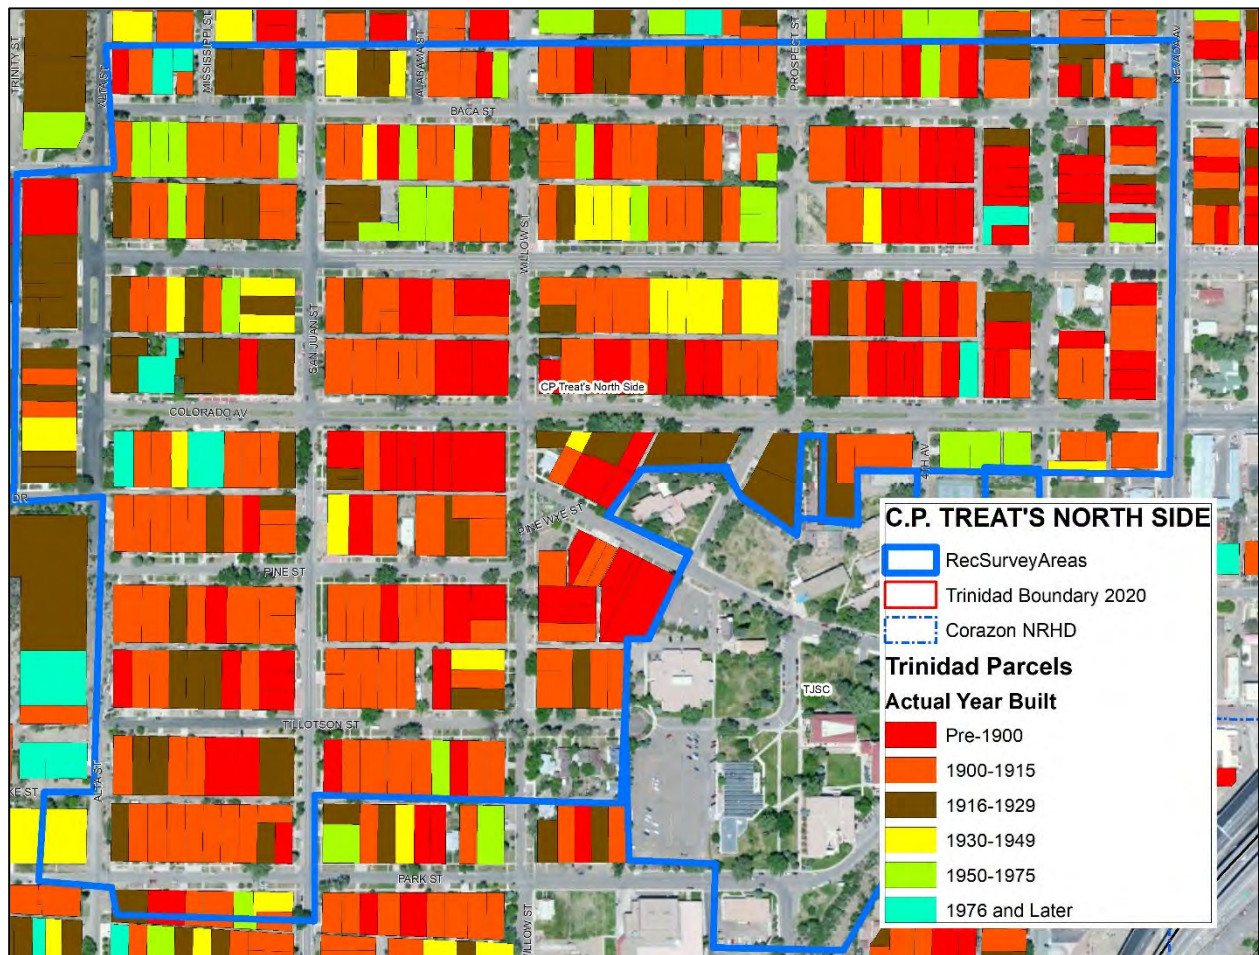 TRINITY ST
ALTA ST
MISSISSIPPI ST
ALABAMA ST
PROSPECT ST
NEVADA AV
BACA ST
WILLOW ST
SAN JUAN ST
CP Treat's North Side
COLORADO AV
4TH AV
DR
PINE WYE ST
PINE ST
TJSC
TILLOTSON ST
ALTA ST
KE ST
PARK ST
WILLOW ST
C.P. TREAT'S NORTH SIDE
RecSurveyAreas
Trinidad Boundary 2020
Corazon NRHD
Trinidad Parcels
Actual Year Built
Pre-1900
1900-1915
1916-1929
1930-1949
1950-1975
1976 and Later